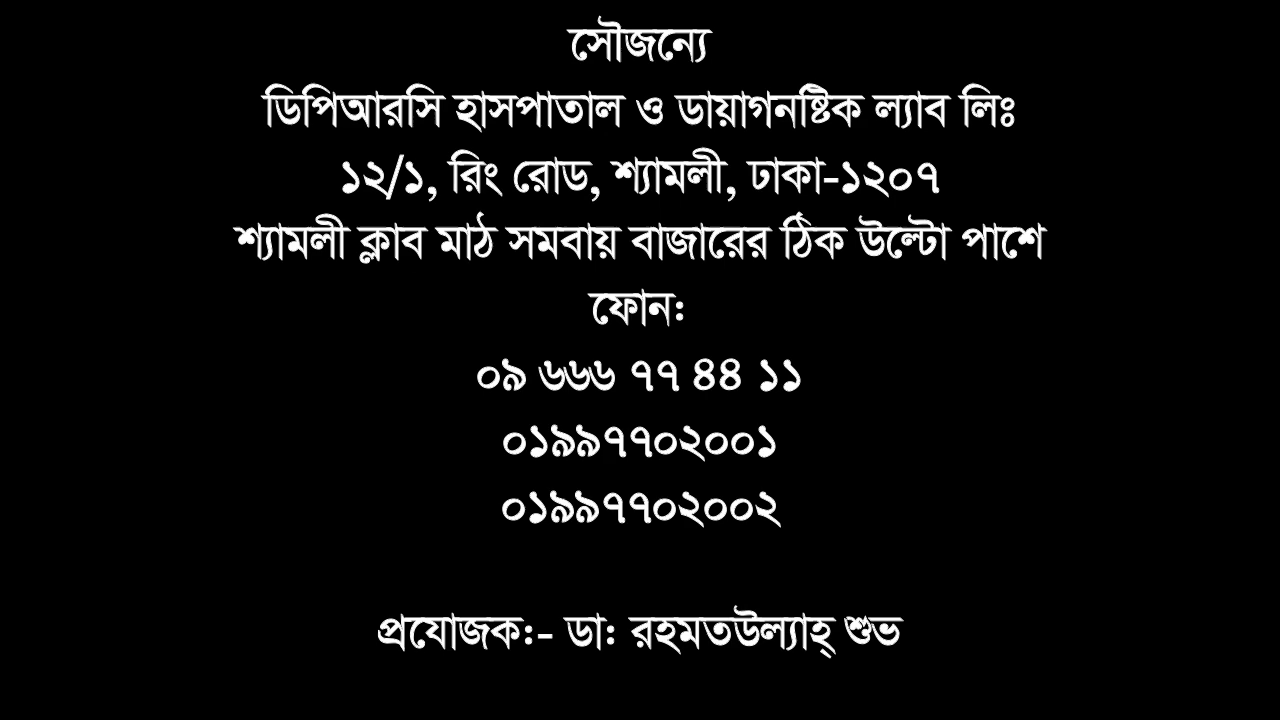 সৌজন্যে
ডিপিআরসি হাসপাতাল ও ডায়াগনষ্টিক ল্যাব লিঃ
১২/১, রিং রোড, শ্যামলী, ঢাকা-১২০৭
শ্যামলী ক্লাব মাঠ সমবায় বাজারের ঠিক উল্টো পাশে
ফোন:
০৯ ৬৬৬ ৭৭ ৪৪ ১১
০১৯৯৭৭০২০০১
০১৯৯৭৭০২০০২
প্রযোজক:- ডা: রহমতউল্যাহ্ শুভ